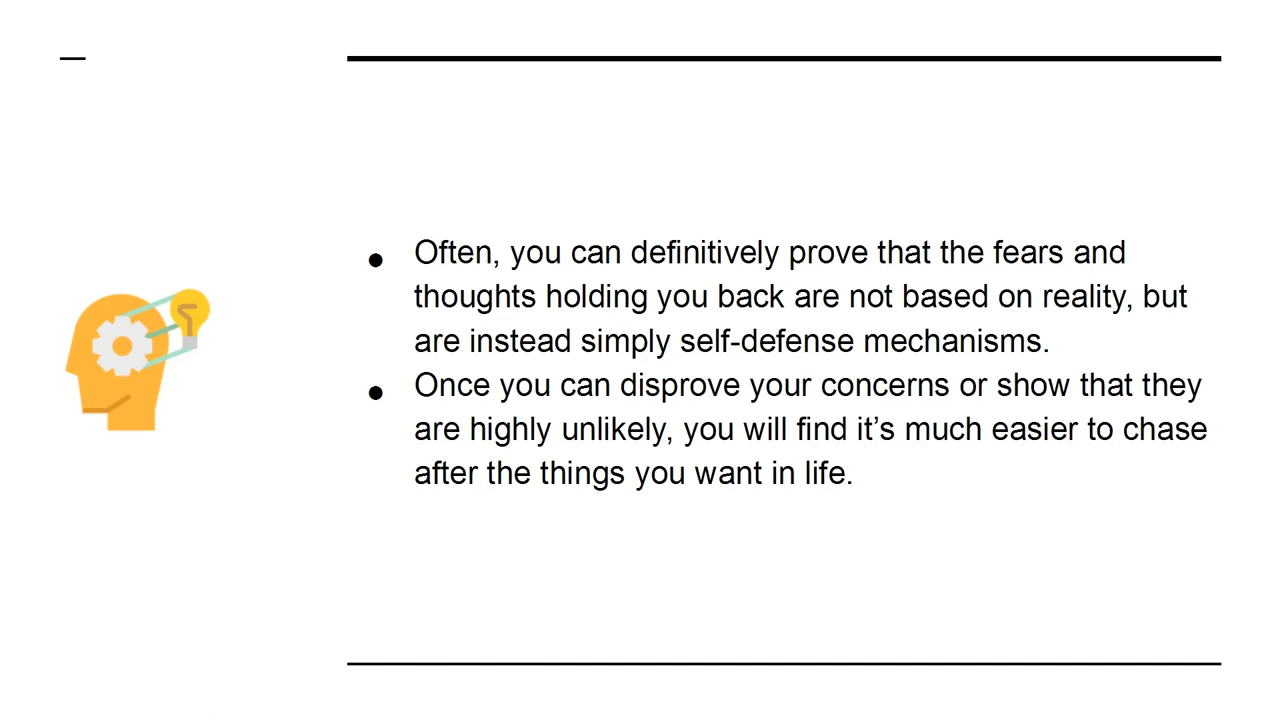 ● Often, you can definitively prove that the fears and
thoughts holding you back are not based on reality, but
are instead simply self-defense mechanisms.
● Once you can disprove your concerns or show that they
are highly unlikely, you will find it’s much easier to chase
after the things you want in life.